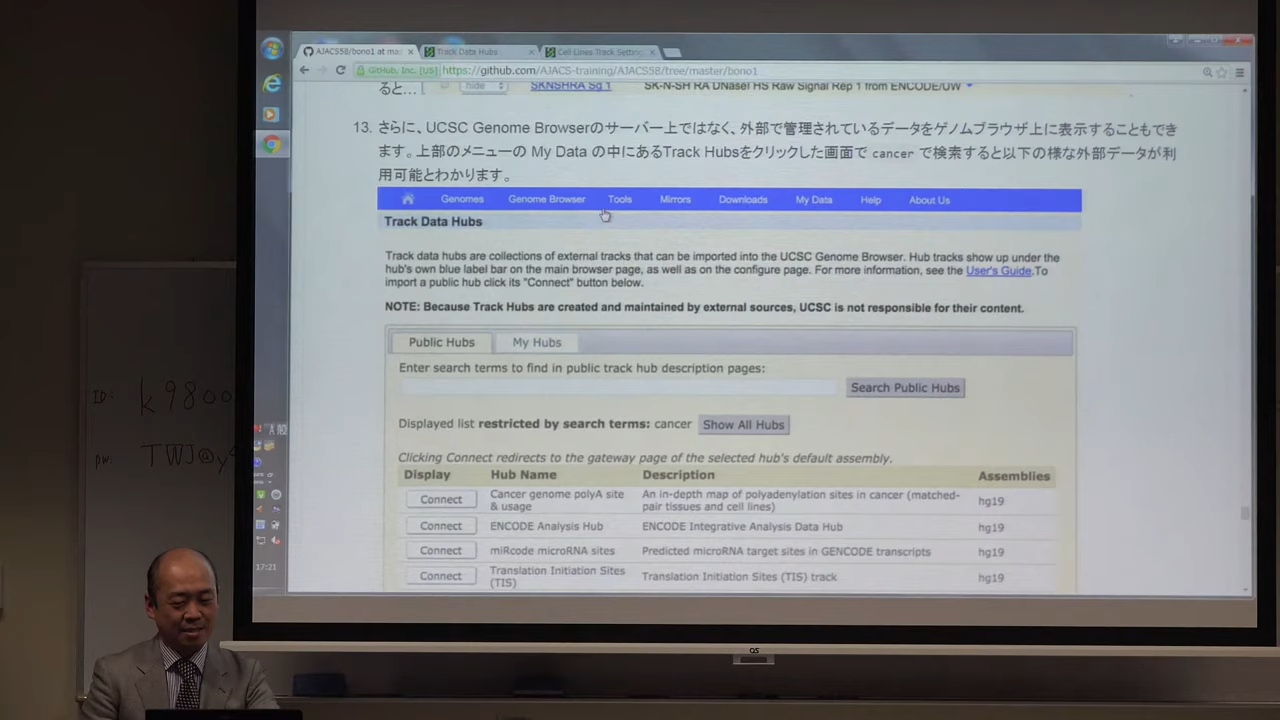 AJACS58/bono1 at mas
Track Data Hubs
Cell Lines Track Setting
GitHub, Inc. [US] https://github.com/AJACS-training/AJACS58/tree/master/bono1
ると...
hide SKNSHRA Sg 1 SK-N-SH RA DNaseI HS Raw Signal Rep 1 from ENCODE/UW
13. さらに、UCSC Genome Browserのサーバー上ではなく、外部で管理されているデータをゲノムブラウザ上に表示することもでき
ます。上部のメニューの My Data の中にあるTrack Hubsをクリックした画面で cancer で検索すると以下の様な外部データが利
用可能とわかります。
Genomes Genome Browser Tools Mirrors Downloads My Data Help About Us
Track Data Hubs
Track data hubs are collections of external tracks that can be imported into the UCSC Genome Browser. Hub tracks show up under the
hub's own blue label bar on the main browser page, as well as on the configure page. For more information, see the User's Guide.To
import a public hub click its "Connect" button below.
NOTE: Because Track Hubs are created and maintained by external sources, UCSC is not responsible for their content.
Public Hubs My Hubs
Enter search terms to find in public track hub description pages:
Search Public Hubs
Displayed list restricted by search terms: cancer Show All Hubs
Clicking Connect redirects to the gateway page of the selected hub's default assembly.
Display Hub Name Description Assemblies
Connect Cancer genome polyA site & usage An in-depth map of polyadenylation sites in cancer (matched-pair tissues and cell lines) hg19
Connect ENCODE Analysis Hub ENCODE Integrative Analysis Data Hub hg19
Connect miRcode microRNA sites Predicted microRNA target sites in GENCODE transcripts hg19
Connect Translation Initiation Sites (TIS) Translation Initiation Sites (TIS) track hg19
A 般
17:21
ID: k9800
PW: TWJ@y
OS